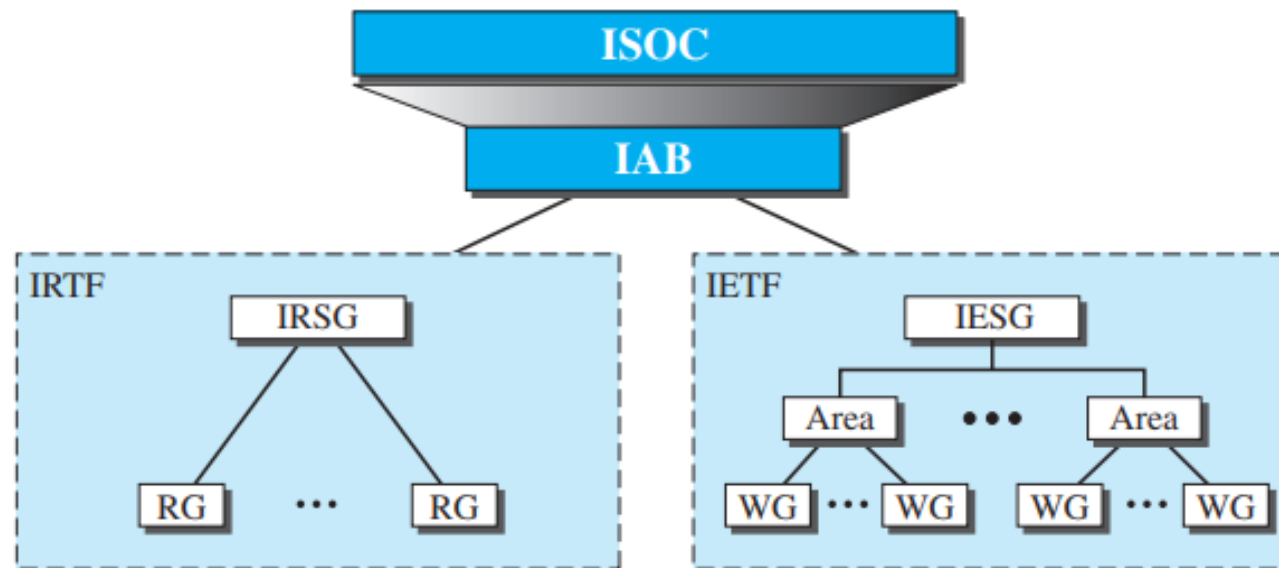 ISOC
IAB
IRTF
IRSG
RG ... RG
IETF
IESG
Area ... Area
WG ... WG WG ... WG